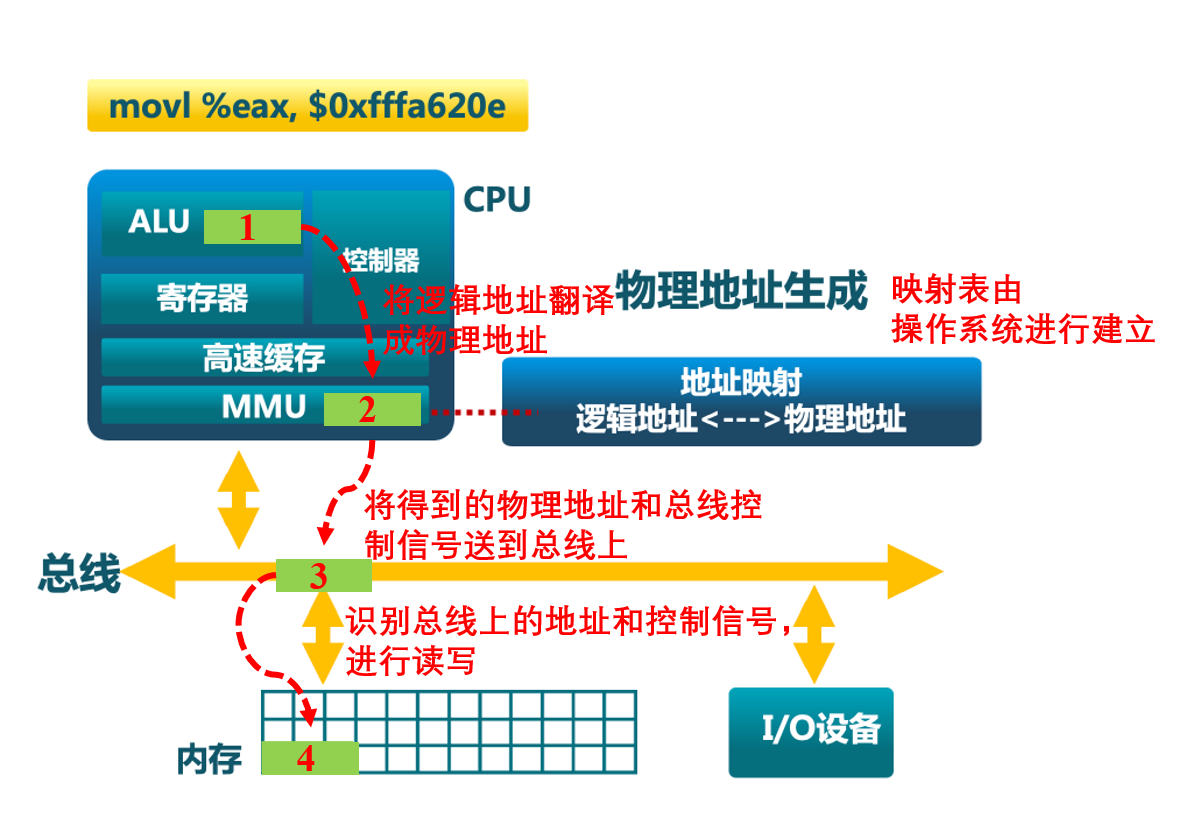 movl %eax, $0xfffa620e
CPU
ALU
1
控制器
寄存器
高速缓存
MMU
2
将逻辑地址翻译
成物理地址
物理地址生成
映射表由
操作系统进行建立
地址映射
逻辑地址<--->物理地址
将得到的物理地址和总线控
制信号送到总线上
总线
3
识别总线上的地址和控制信号，
进行读写
内存
4
I/O设备